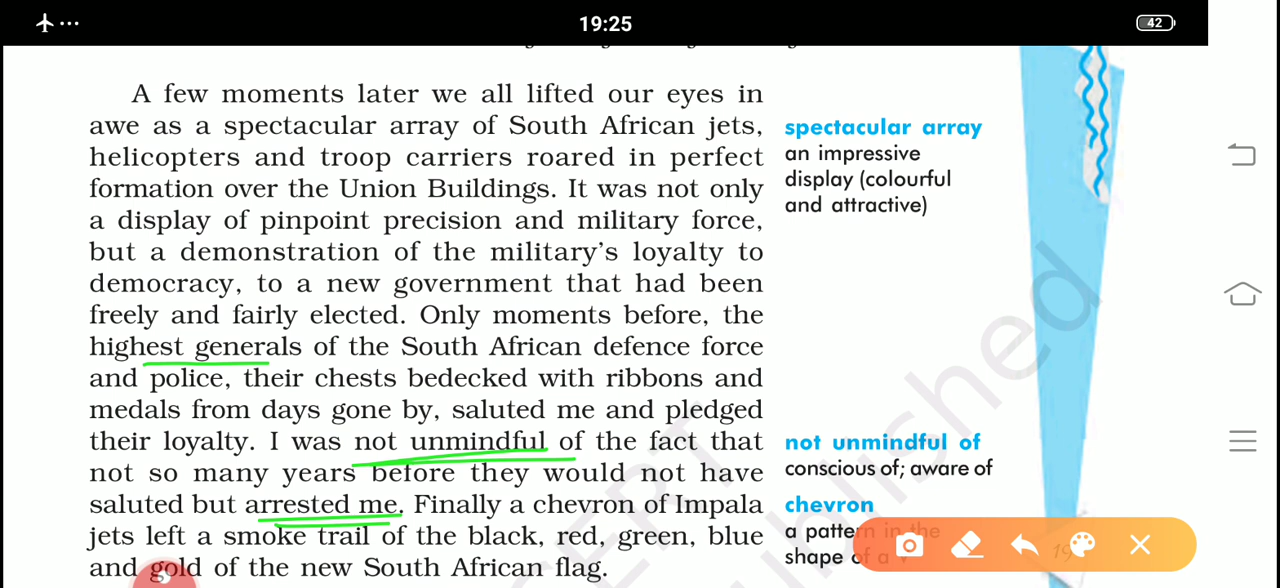 19:25
42
A few moments later we all lifted our eyes in
awe as a spectacular array of South African jets,
helicopters and troop carriers roared in perfect
formation over the Union Buildings. It was not only
a display of pinpoint precision and military force,
but a demonstration of the military's loyalty to
democracy, to a new government that had been
freely and fairly elected. Only moments before, the
highest generals of the South African defence force
and police, their chests bedecked with ribbons and
medals from days gone by, saluted me and pledged
their loyalty. I was not unmindful of the fact that
not so many years before they would not have
saluted but arrested me. Finally a chevron of Impala
jets left a smoke trail of the black, red, green, blue
and gold of the new South African flag.
spectacular array
an impressive
display (colourful
and attractive)
not unmindful of
conscious of; aware of
chevron
a pattern in the
shape of a V